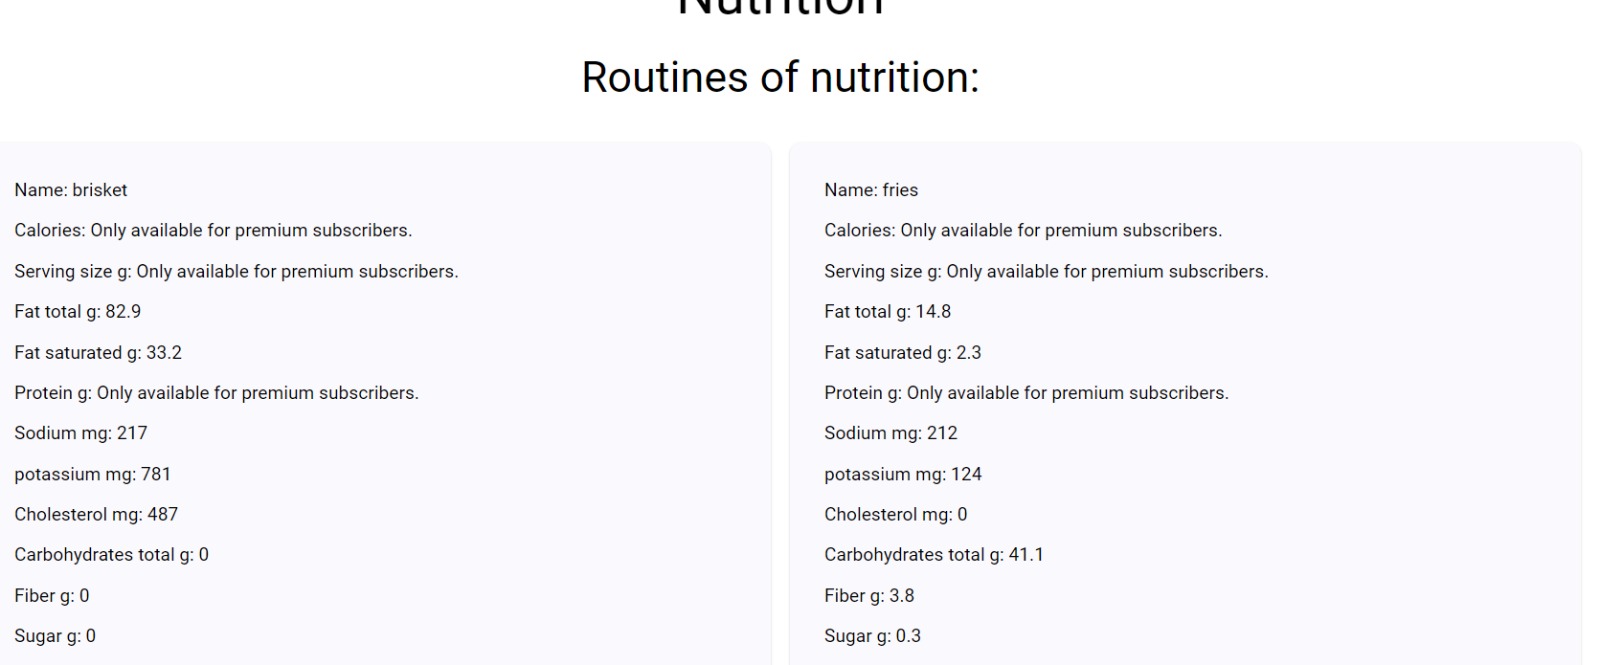 Nutrition
Routines of nutrition:
Name: brisket
Calories: Only available for premium subscribers.
Serving size g: Only available for premium subscribers.
Fat total g: 82.9
Fat saturated g: 33.2
Protein g: Only available for premium subscribers.
Sodium mg: 217
potassium mg: 781
Cholesterol mg: 487
Carbohydrates total g: 0
Fiber g: 0
Sugar g: 0
Name: fries
Calories: Only available for premium subscribers.
Serving size g: Only available for premium subscribers.
Fat total g: 14.8
Fat saturated g: 2.3
Protein g: Only available for premium subscribers.
Sodium mg: 212
potassium mg: 124
Cholesterol mg: 0
Carbohydrates total g: 41.1
Fiber g: 3.8
Sugar g: 0.3